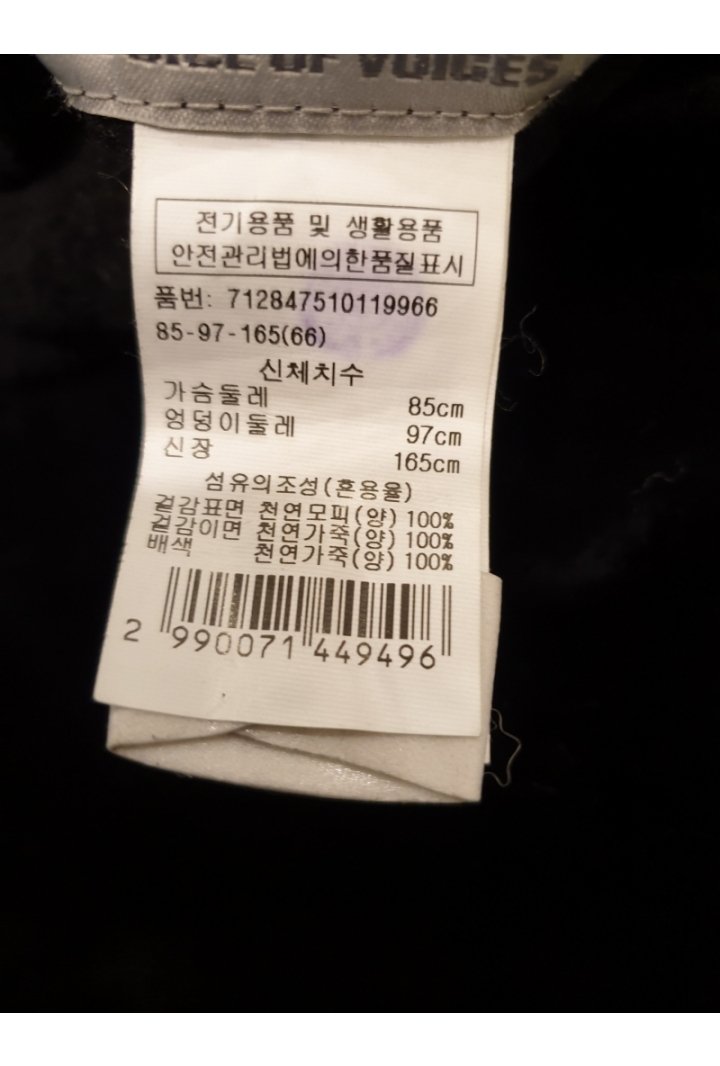 OF VOICES
전기용품 및 생활용품
안전관리법에의한품질표시
품번: 712847510119966
85-97-165(66)
신체치수
가슴둘레 85cm
엉덩이둘레 97cm
신장 165cm
섬유의조성(혼용율)
겉감표면 천연모피(양) 100%
겉감이면 천연가죽(양) 100%
배색 천연가죽(양) 100%
2 990071 449496